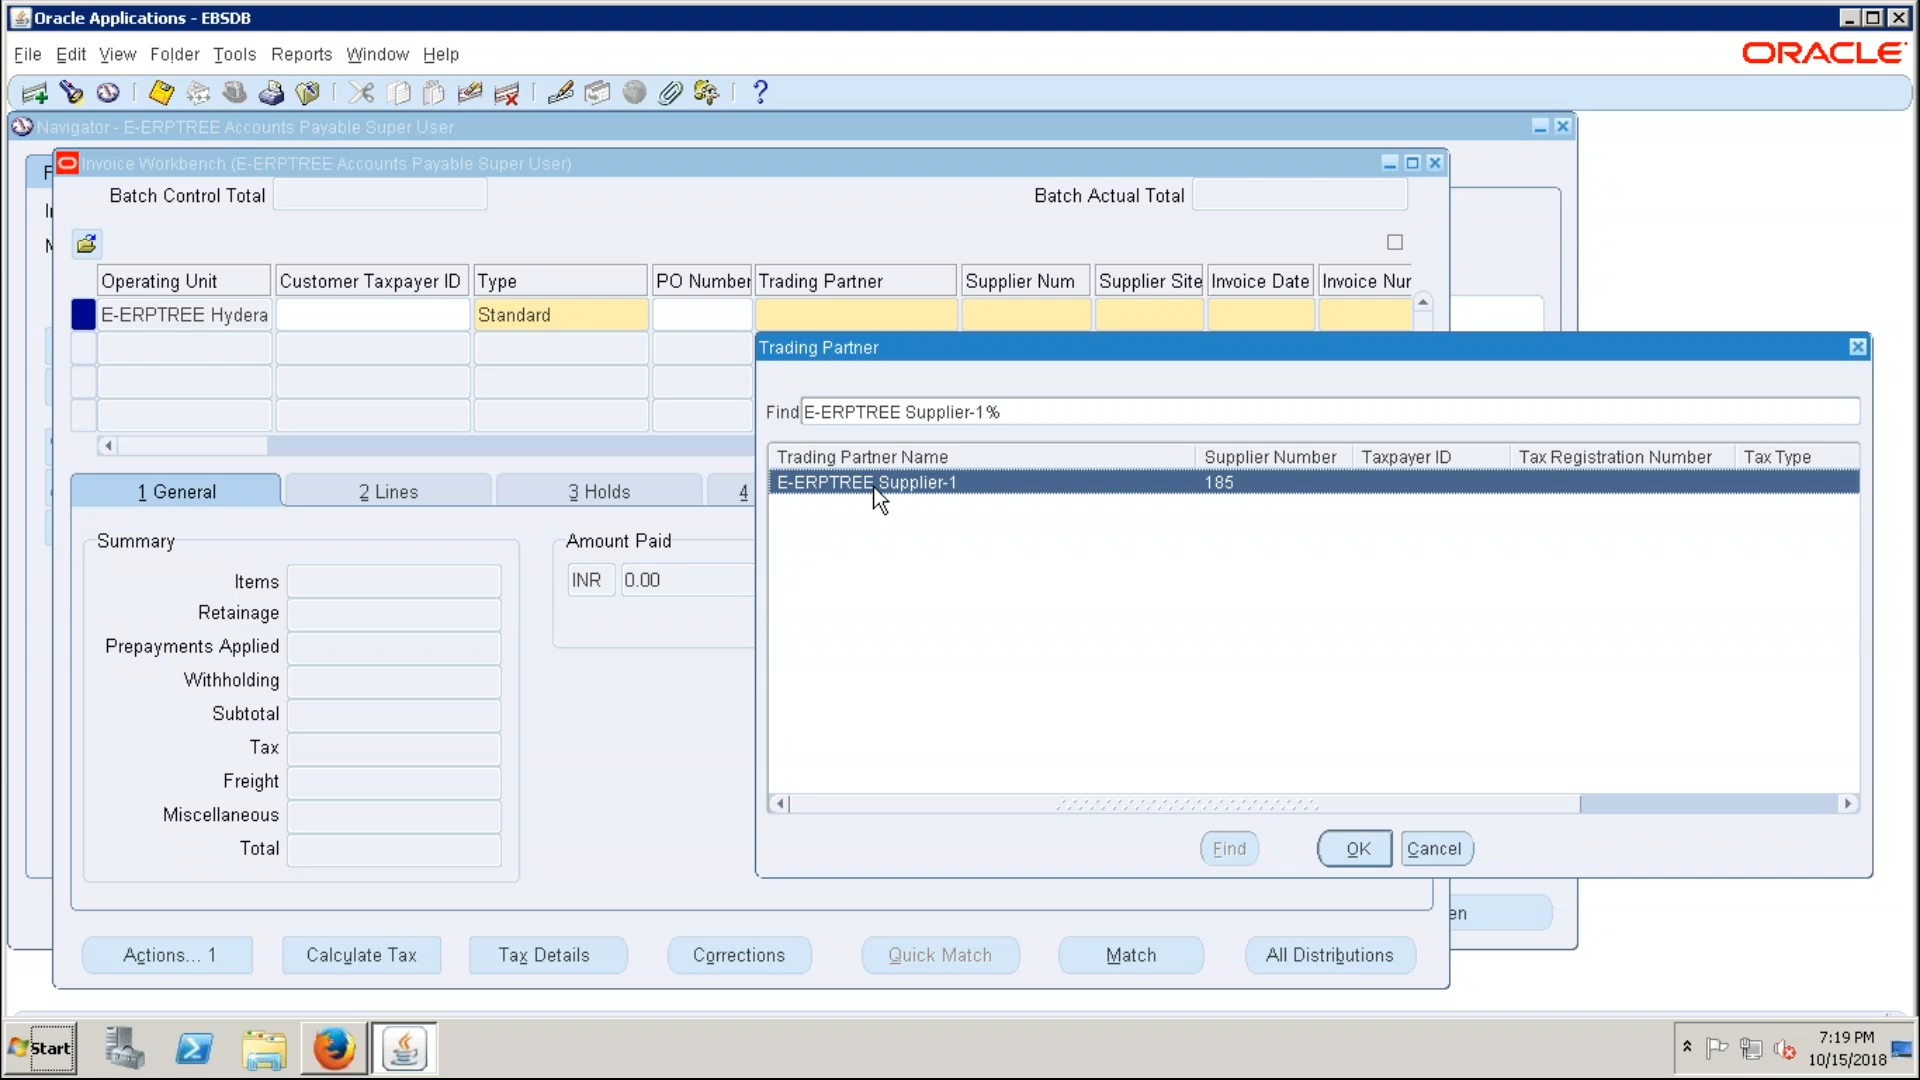 Oracle Applications - EBSDB
File Edit View Folder Tools Reports Window Help
ORACLE
Navigator - E-ERPTREE Accounts Payable Super User
Invoice Workbench (E-ERPTREE Accounts Payable Super User)
Batch Control Total
Batch Actual Total
Operating Unit Customer Taxpayer ID Type PO Number Trading Partner Supplier Num Supplier Site Invoice Date Invoice Nur
E-ERPTREE Hydera Standard
Trading Partner
Find E-ERPTREE Supplier-1%
Trading Partner Name Supplier Number Taxpayer ID Tax Registration Number Tax Type
E-ERPTREE Supplier-1 185
1 General 2 Lines 3 Holds 4
Summary
Amount Paid
Items
INR 0.00
Retainage
Prepayments Applied
Withholding
Subtotal
Tax
Freight
Miscellaneous
Total
Find OK Cancel
en
Actions... 1 Calculate Tax Tax Details Corrections Quick Match Match All Distributions
Start
7:19 PM
10/15/2018